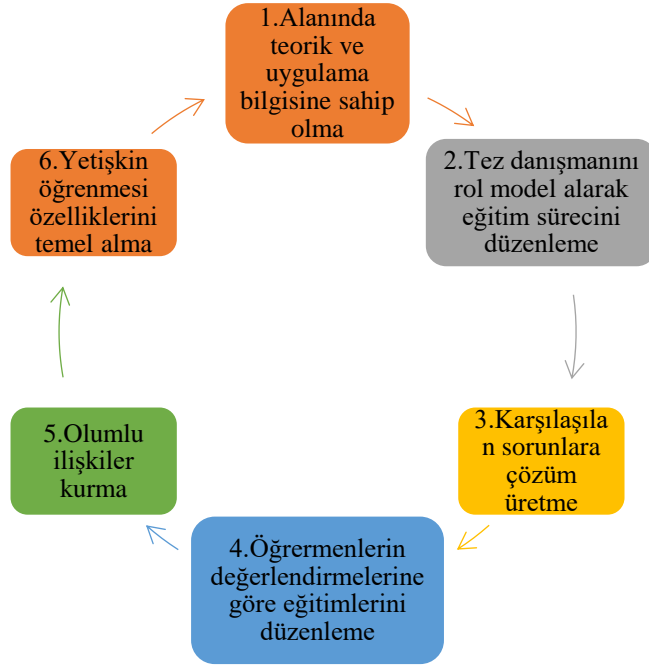 1.Alanında
teorik ve
uygulama
bilgisine sahip
olma
2.Tez danışmanını
rol model alarak
eğitim sürecini
düzenleme
3.Karşılaşıla
n sorunlara
çözüm
üretme
4.Öğrermenlerin
değerlendirmelerine
göre eğitimlerini
düzenleme
5.Olumlu
ilişkiler
kurma
6.Yetişkin
öğrenmesi
özelliklerini
temel alma